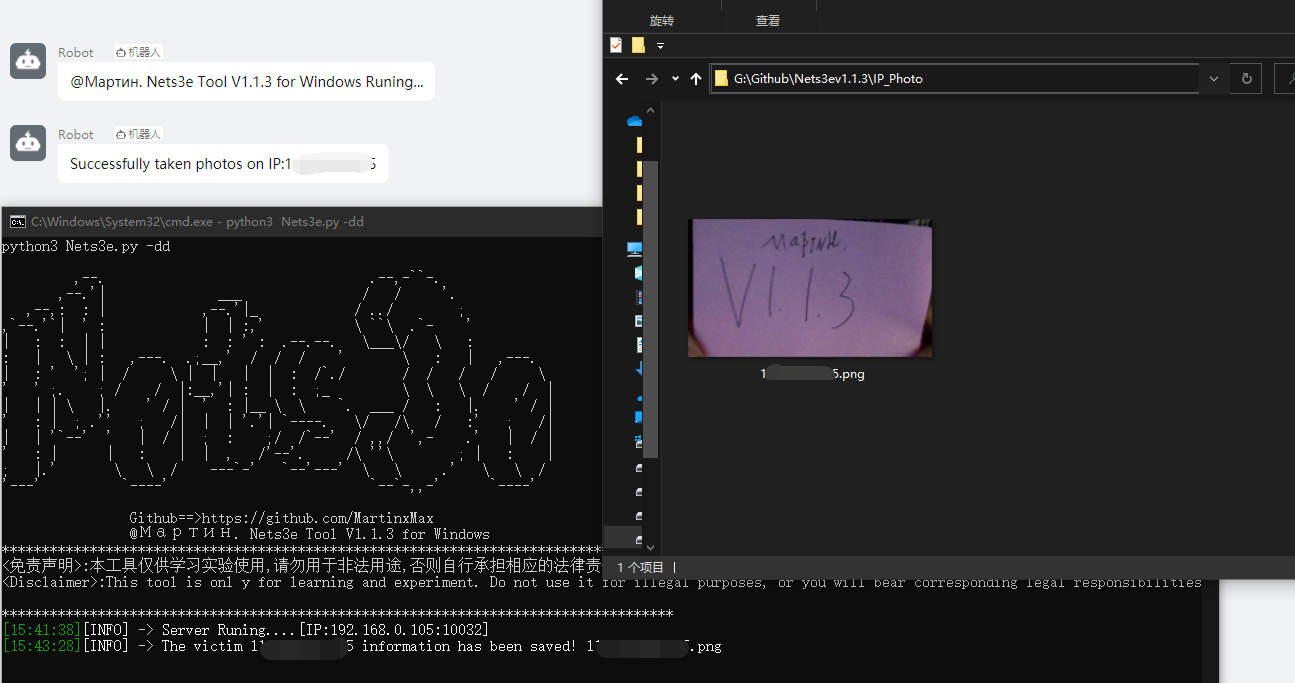 Robot 机器人
@Мартин. Nets3e Tool V1.1.3 for Windows Runing...
Robot 机器人
Successfully taken photos on IP:1 5
旋转 查看
G:\Github\Nets3ev1.1.3\IP_Photo
мартин.
V1.1.3
1 5.png
1 个项目
C:\Windows\System32\cmd.exe - python3 Nets3e.py -dd
python3 Nets3e.py -dd
Nets3e
Github==>https://github.com/MartinxMax
@Мартин. Nets3e Tool V1.1.3 for Windows
<免责声明>:本工具仅供学习实验使用,请勿用于非法用途,否则自行承担相应的法律责
<Disclaimer>:This tool is onl y for learning and experiment. Do not use it for illegal purposes, or you will bear corresponding legal responsibilities
[15:41:38][INFO] -> Server Runing....[IP:192.168.0.105:10032]
[15:43:28][INFO] -> The victim 1 5 information has been saved! 1 .png